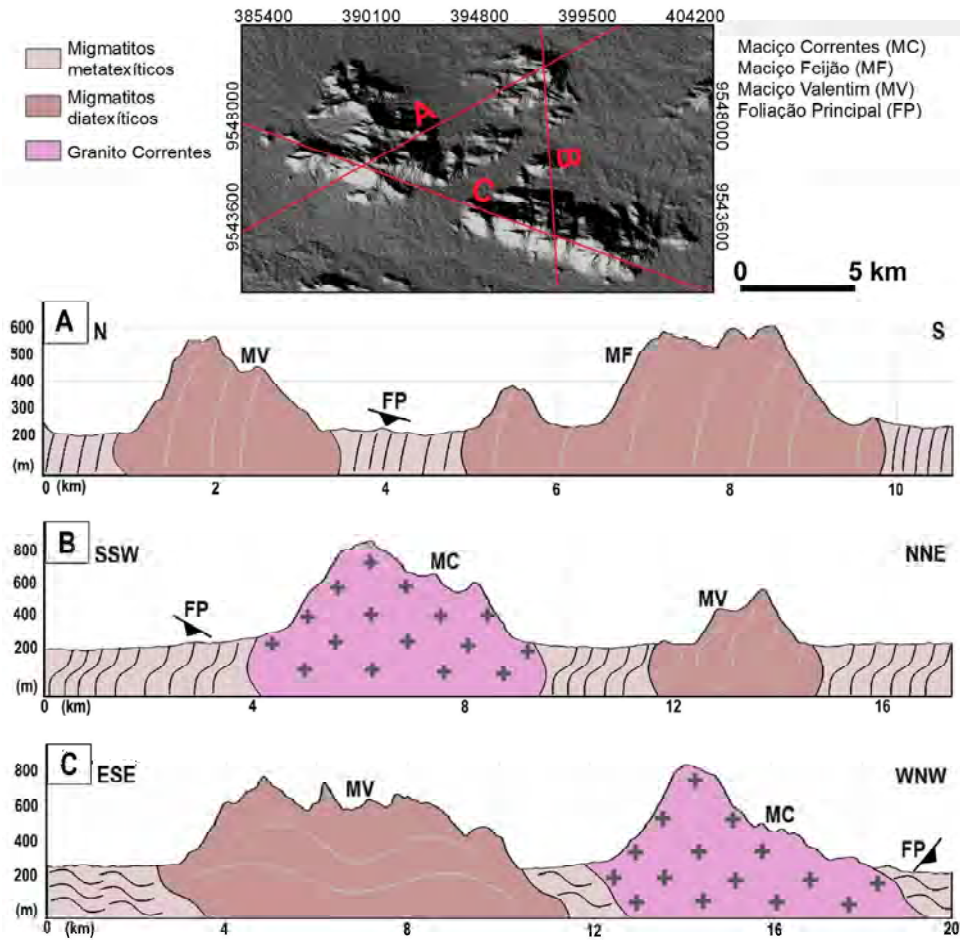 385400 390100 394800 399500 404200
Migmatitos
metatexíticos
Migmatitos
diatexíticos
Granito Correntes
9548000
9543600
A
B
C
9548000
9543600
Maciço Correntes (MC)
Maciço Feijão (MF)
Maciço Valentim (MV)
Foliação Principal (FP)
0 5 km
A N S
600
500
400
300
200
(m)
MV
FP
MF
0 (km) 2 4 6 8 10
B SSW NNE
800
600
400
200
(m)
FP
MC
MV
0 (km) 4 8 12 16
C ESE WNW
800
600
400
200
(m)
MV
MC
FP
0 (km) 4 8 12 16 20